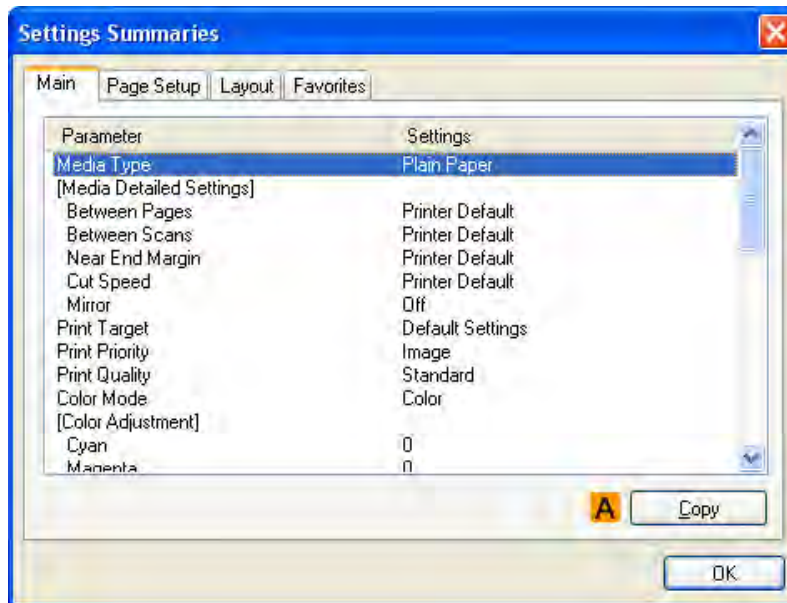 Settings Summaries
Main Page Setup Layout Favorites
Parameter Settings
Media Type Plain Paper
[Media Detailed Settings]
Between Pages Printer Default
Between Scans Printer Default
Near End Margin Printer Default
Cut Speed Printer Default
Mirror Off
Print Target Default Settings
Print Priority Image
Print Quality Standard
Color Mode Color
[Color Adjustment]
Cyan 0
Magenta 0
A Copy
OK